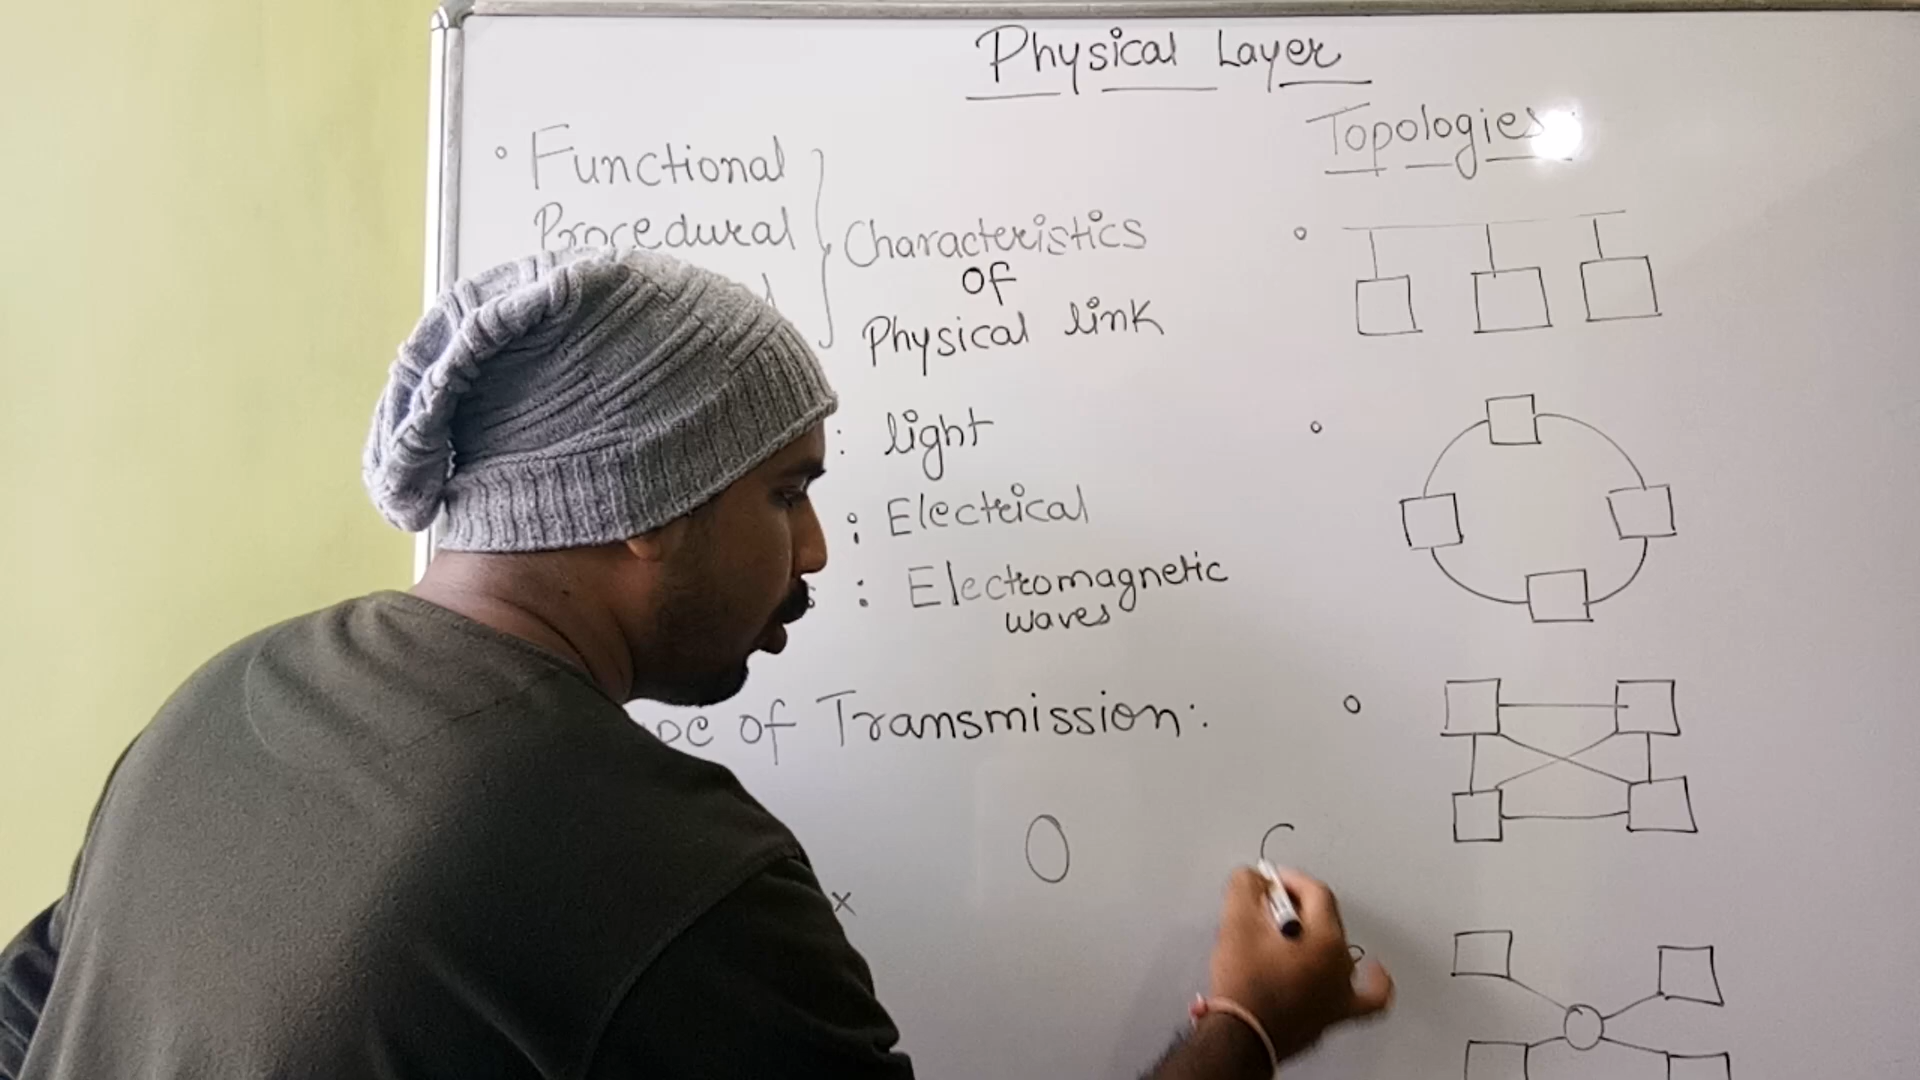 Physical Layer
Functional
Procedural
Characteristics
Of
Physical link
: light
: Electrical
: Electromagnetic
waves
of Transmission:
x
Topologies: